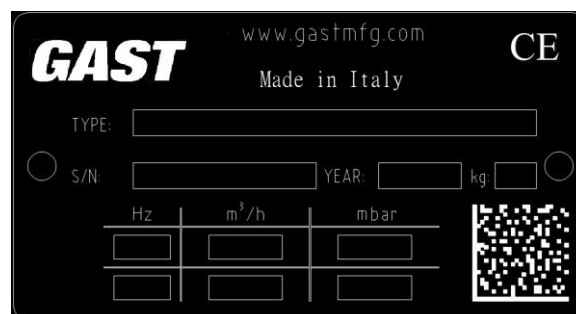 www.gastmfg.com
GAST
CE
Made in Italy
TYPE:
S/N: YEAR: kg:
Hz m³/h mbar